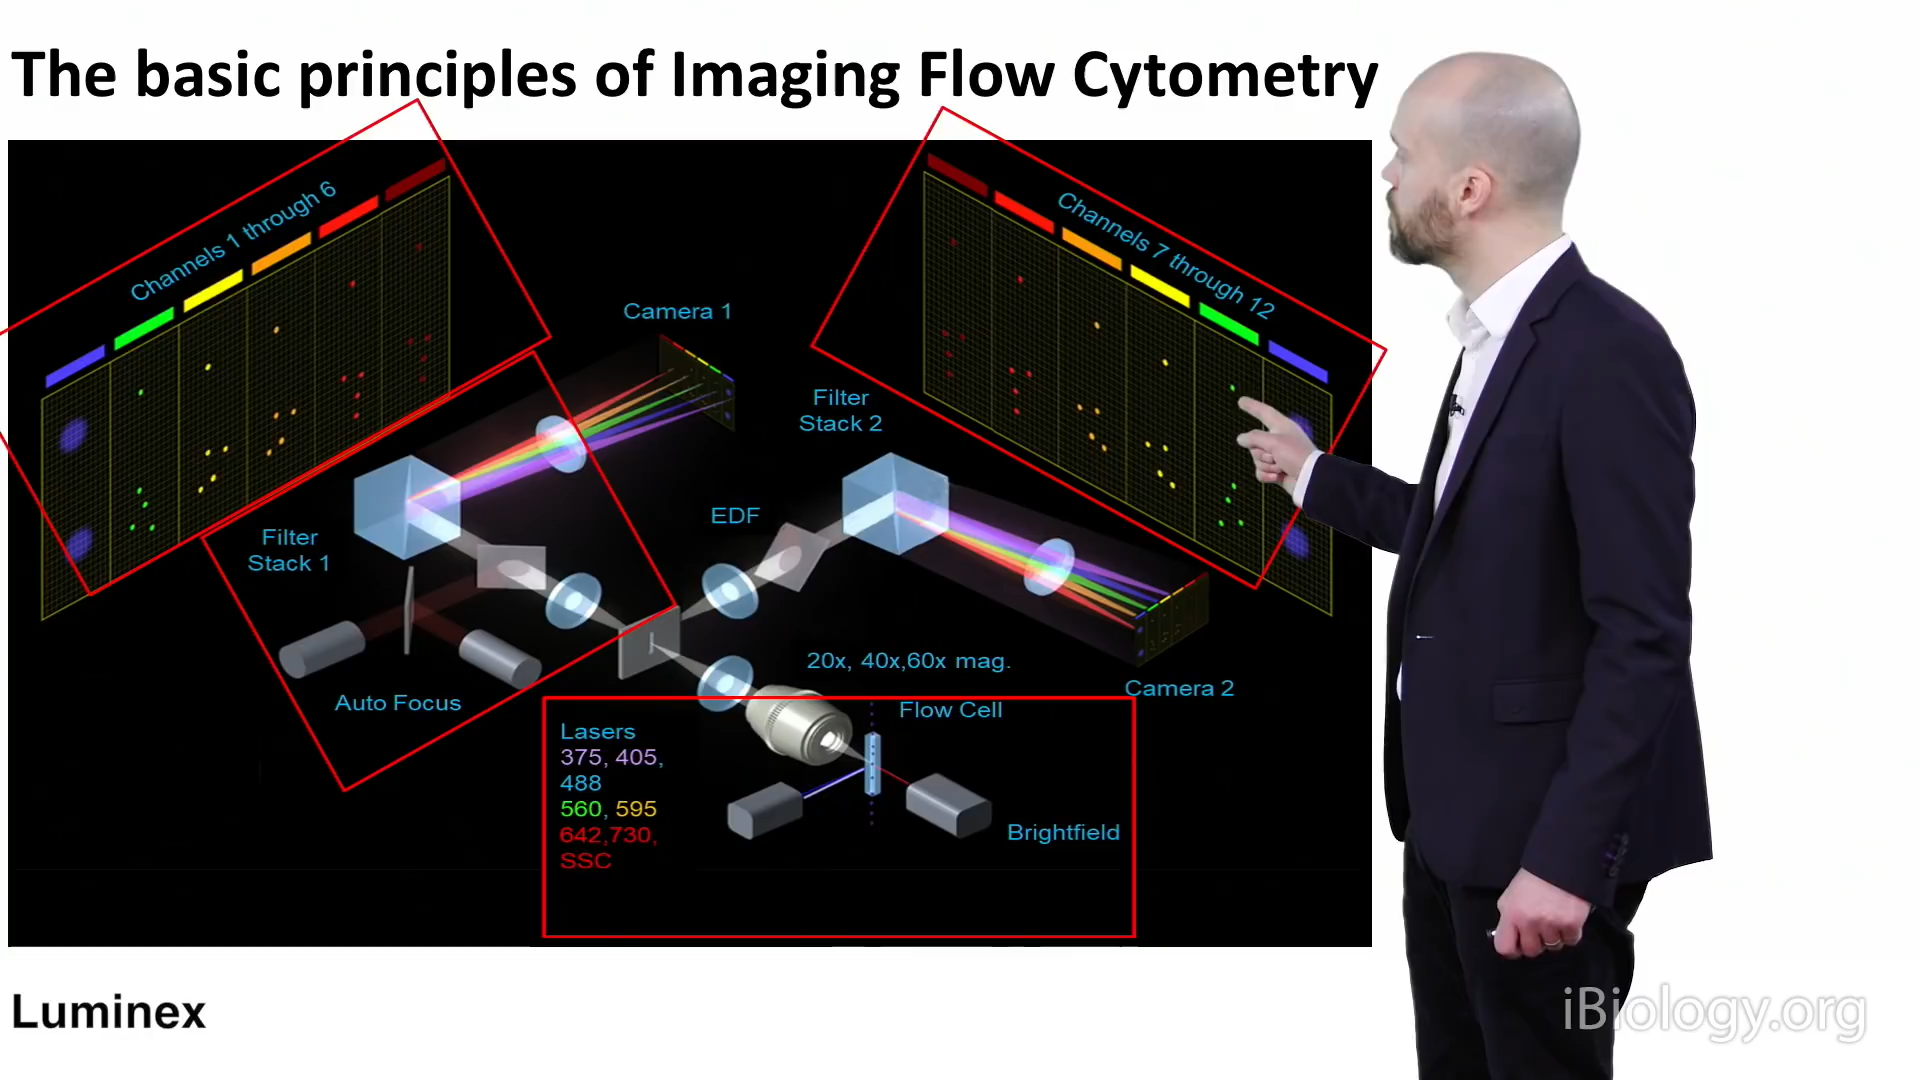 The basic principles of Imaging Flow Cytometry
Channels 1 through 6
Channels 7 through 12
Camera 1
Filter
Stack 2
EDF
Filter
Stack 1
20x, 40x,60x mag.
Auto Focus
Camera 2
Flow Cell
Lasers
375, 405,
488
560, 595
642,730,
SSC
Brightfield
Luminex
iBiology.org